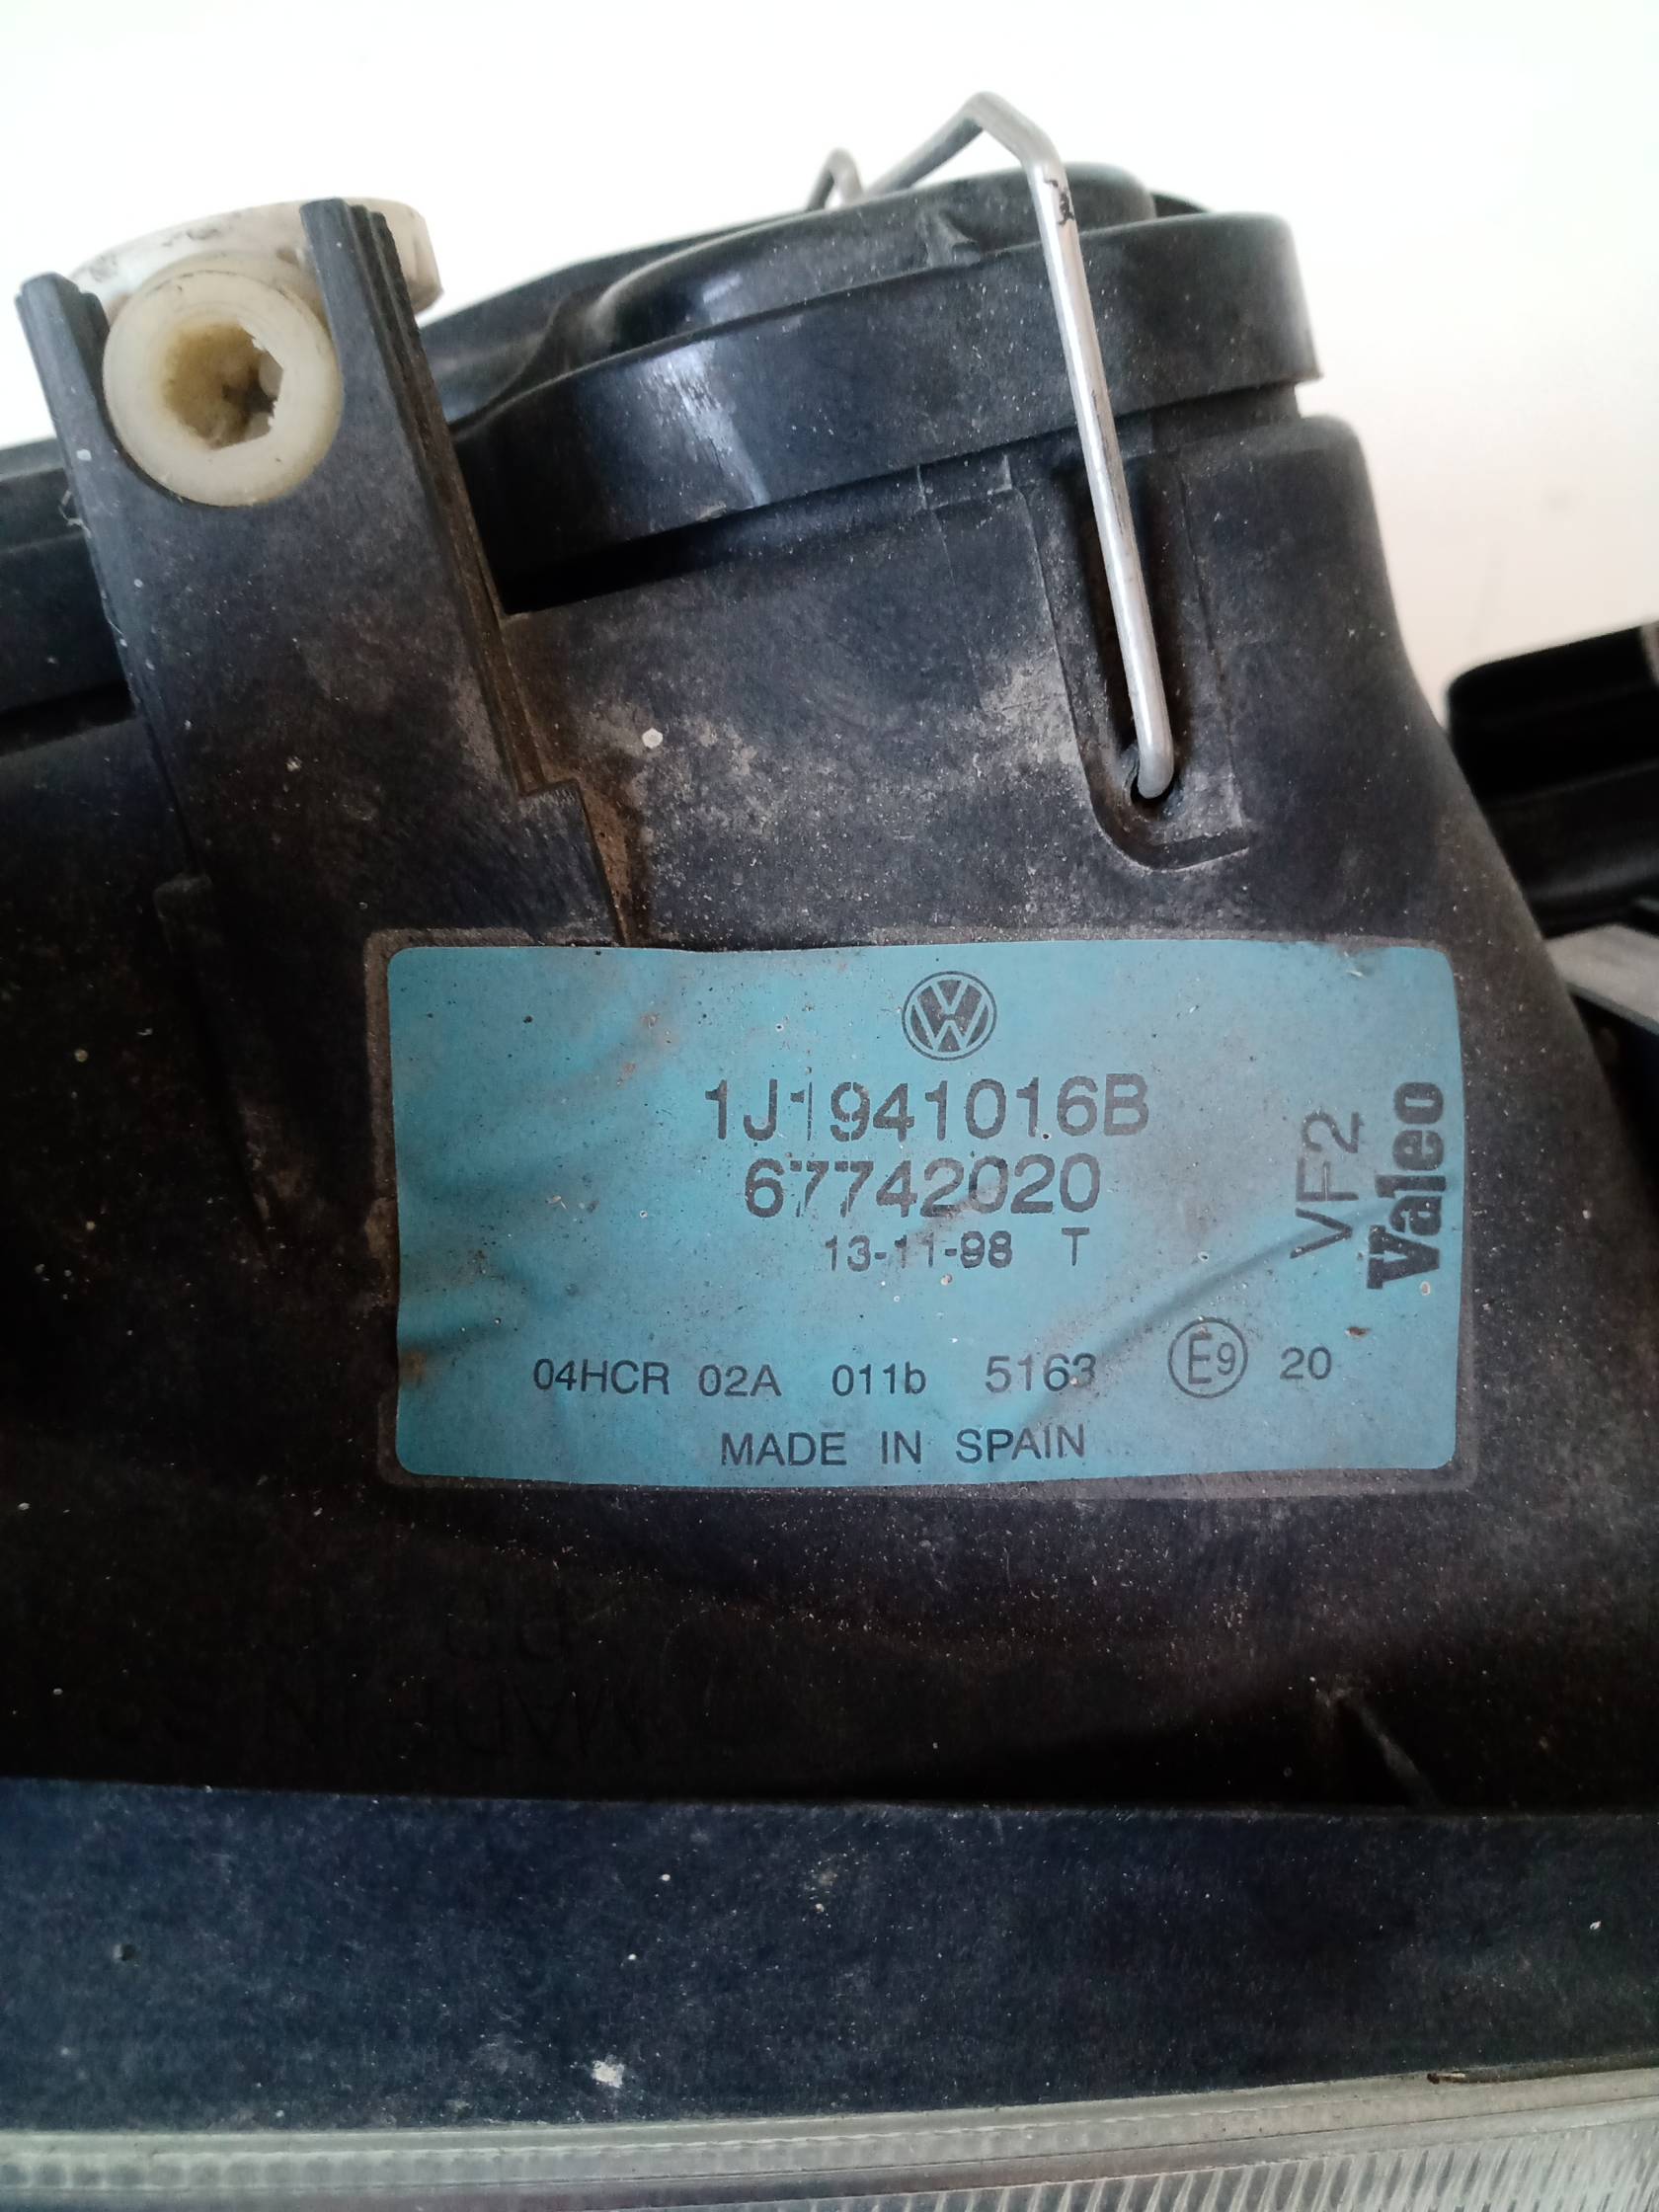 1J1941016B
67742020
13-11-98 T
VF2
Valeo
04HCR 02A 011b 5163 E9 20
MADE IN SPAIN